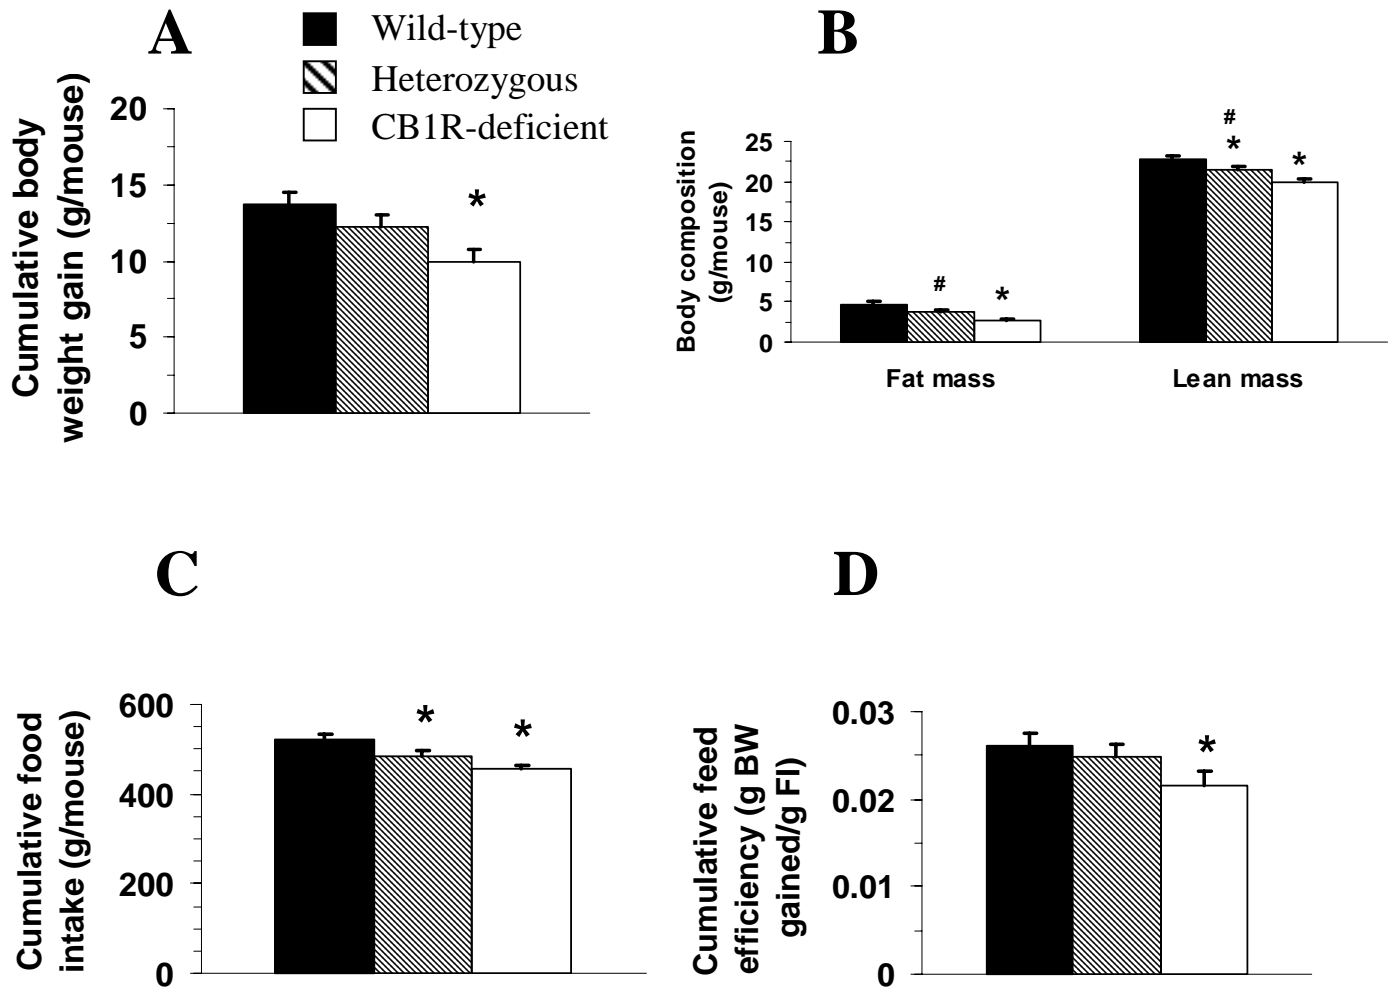 A
Wild-type
Heterozygous
CB1R-deficient
Cumulative body
weight gain (g/mouse)
20
15
10
5
0
*
B
Body composition
(g/mouse)
25
20
15
10
5
0
#
*
#
*
*
Fat mass
Lean mass
C
Cumulative food
intake (g/mouse)
600
400
200
0
*
*
D
Cumulative feed
efficiency (g BW
gained/g FI)
0.03
0.02
0.01
0
*